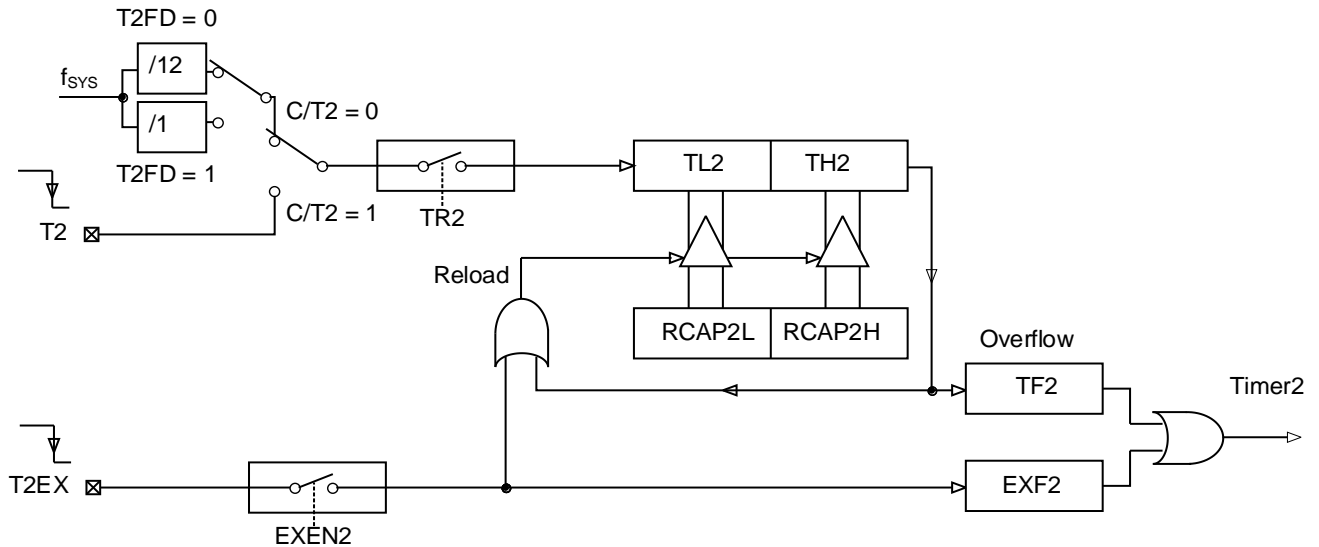 T2FD = 0
/12
fSYS
C/T2 = 0
/1
T2FD = 1
TL2
TH2
C/T2 = 1
TR2
T2
Reload
RCAP2L
RCAP2H
Overflow
TF2
Timer2
T2EX
EXF2
EXEN2